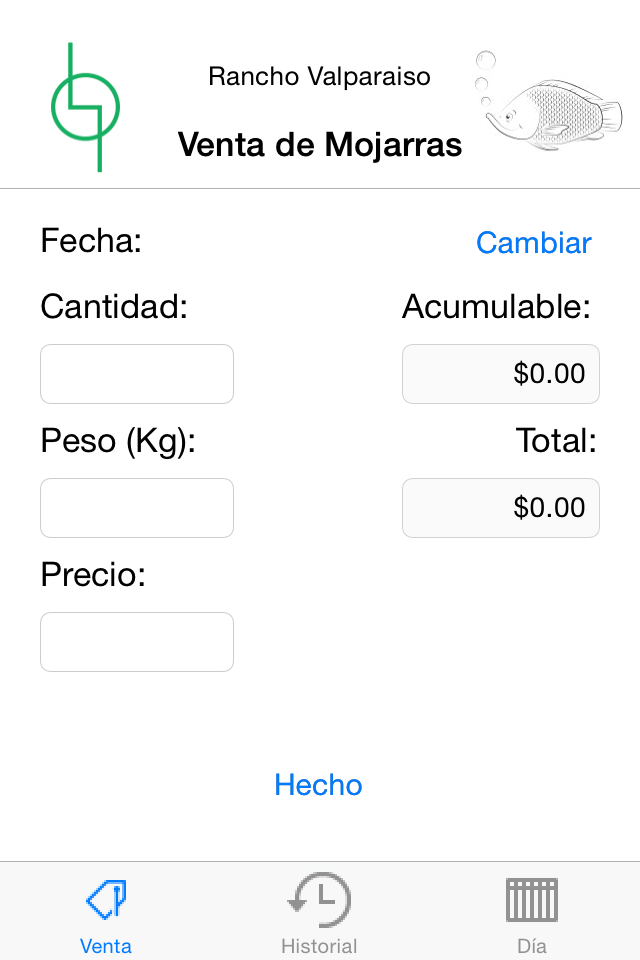 Rancho Valparaiso
Venta de Mojarras
Fecha:
Cambiar
Cantidad:
Acumulable:
$0.00
Peso (Kg):
Total:
$0.00
Precio:
Hecho
Venta
Historial
Día